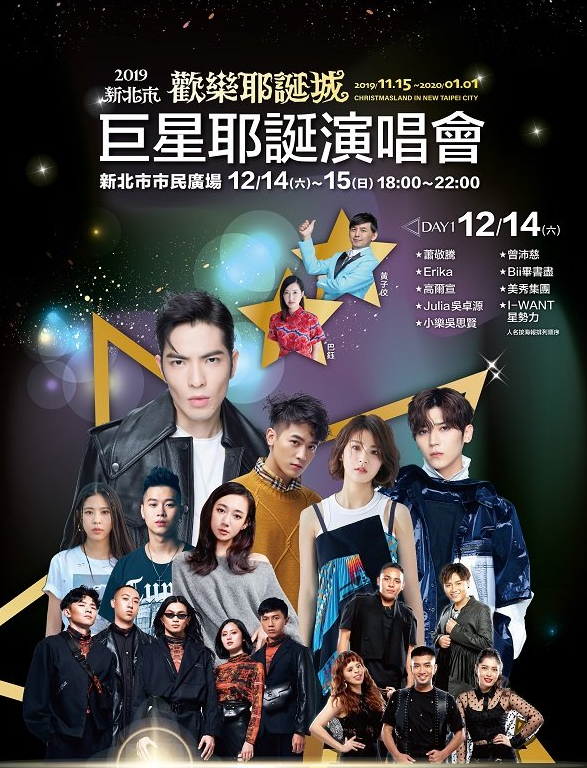 2019
新北市 歡樂耶誕城 2019/11.15~2020/01.01
CHRISTMASLAND IN NEW TAIPEI CITY
巨星耶誕演唱會
新北市市民廣場 12/14(六)~15(日) 18:00~22:00
DAY1 12/14(六)
★蕭敬騰
★Erika
★高爾宣
★Julia吳卓源
★小樂吳思賢
★曾沛慈
★Bii畢書盡
★美秀集團
★I-WANT
星勢力
人名按海報排列順序
黃子佼
巴鈺